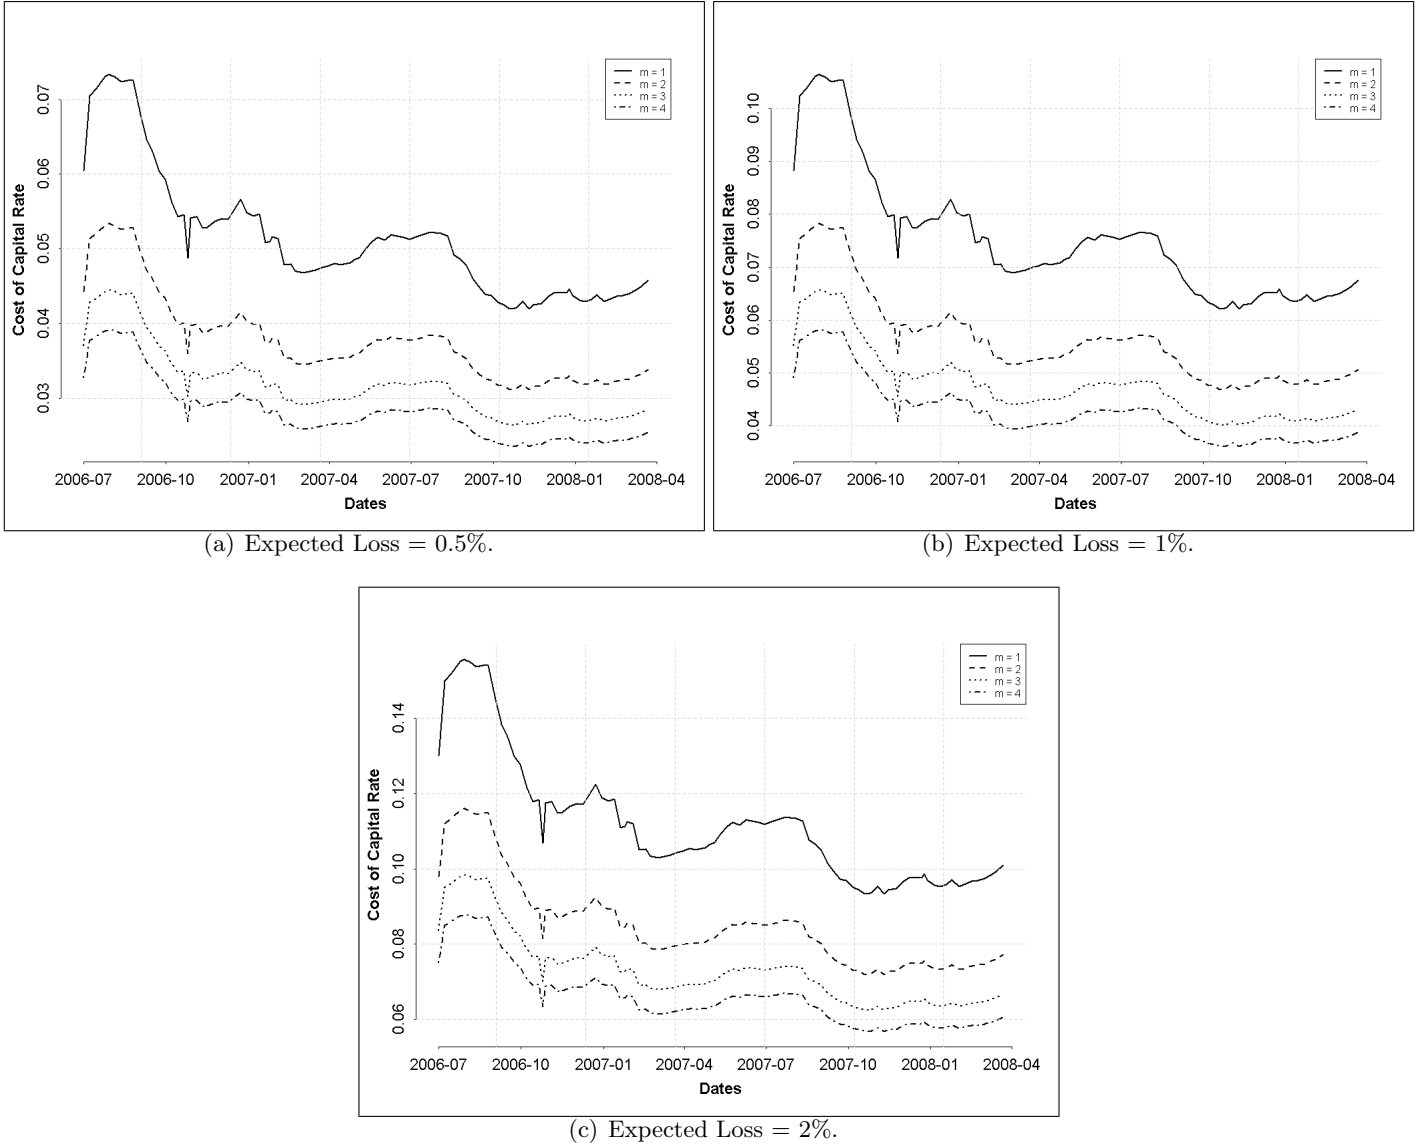 m = 1
m = 2
m = 3
m = 4
0.07
0.06
0.05
0.04
0.03
Cost of Capital Rate
2006-07 2006-10 2007-01 2007-04 2007-07 2007-10 2008-01 2008-04
Dates
(a) Expected Loss = 0.5%.
m = 1
m = 2
m = 3
m = 4
0.10
0.09
0.08
0.07
0.06
0.05
0.04
Cost of Capital Rate
2006-07 2006-10 2007-01 2007-04 2007-07 2007-10 2008-01 2008-04
Dates
(b) Expected Loss = 1%.
m = 1
m = 2
m = 3
m = 4
0.14
0.12
0.10
0.08
0.06
Cost of Capital Rate
2006-07 2006-10 2007-01 2007-04 2007-07 2007-10 2008-01 2008-04
Dates
(c) Expected Loss = 2%.